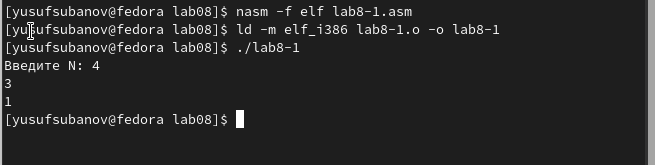 [yusufsubanov@fedora lab08]$ nasm -f elf lab8-1.asm
[yusufsubanov@fedora lab08]$ ld -m elf_i386 lab8-1.o -o lab8-1
[yusufsubanov@fedora lab08]$ ./lab8-1
Введите N: 4
3
1
[yusufsubanov@fedora lab08]$